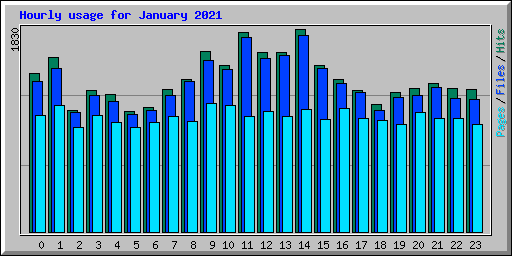 Hourly usage for January 2021
1830
Pages/Files/Hits
0 1 2 3 4 5 6 7 8 9 10 11 12 13 14 15 16 17 18 19 20 21 22 23